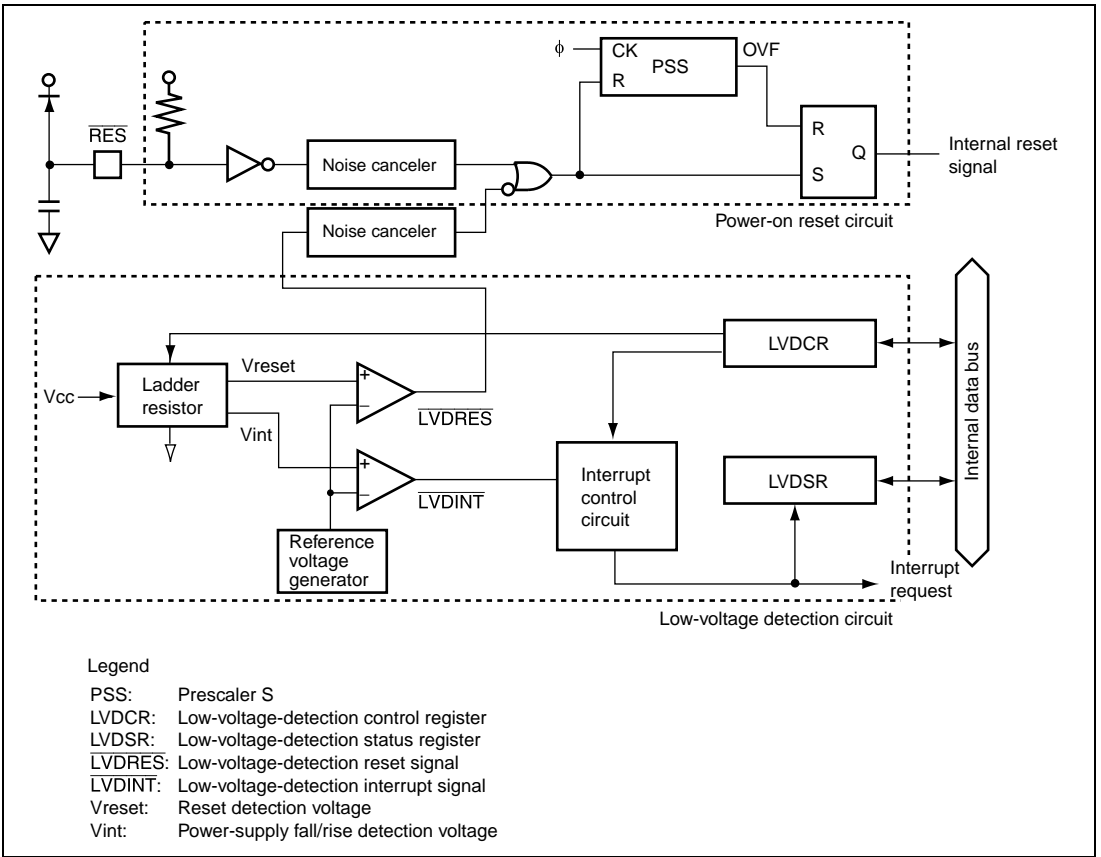 φ
CK
PSS
OVF
R
RES
Noise canceler
R
Q
S
Internal reset
signal
Noise canceler
Power-on reset circuit
LVDCR
Vcc
Ladder
resistor
Vreset
+
−
LVDRES
Vint
+
−
LVDINT
Interrupt
control
circuit
LVDSR
Internal data bus
Reference
voltage
generator
Interrupt
request
Low-voltage detection circuit
Legend
PSS: Prescaler S
LVDCR: Low-voltage-detection control register
LVDSR: Low-voltage-detection status register
LVDRES: Low-voltage-detection reset signal
LVDINT: Low-voltage-detection interrupt signal
Vreset: Reset detection voltage
Vint: Power-supply fall/rise detection voltage